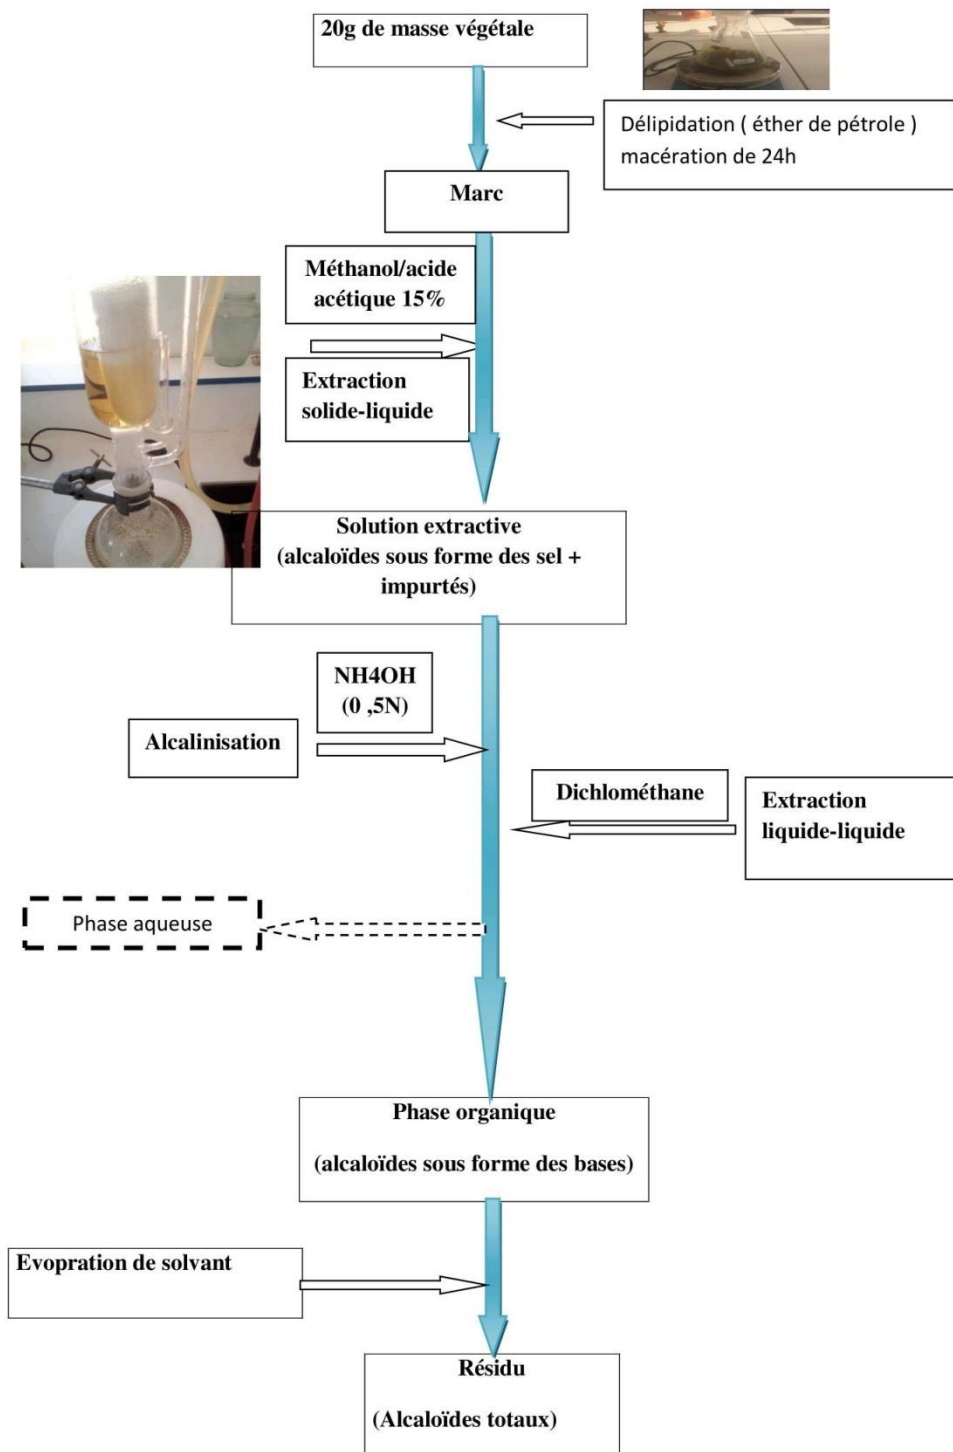 20g de masse végétale
Délipidation ( éther de pétrole )
macération de 24h
Marc
Méthanol/acide
acétique 15%
Extraction
solide-liquide
Solution extractive
(alcaloïdes sous forme des sel +
impurtés)
NH4OH
(0 ,5N)
Alcalinisation
Dichlométhane
Extraction
liquide-liquide
Phase aqueuse
Phase organique
(alcaloïdes sous forme des bases)
Evopration de solvant
Résidu
(Alcaloïdes totaux)